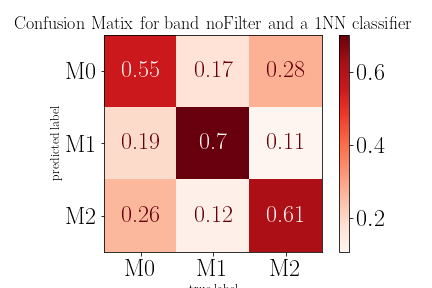 Confusion Matix for band noFilter and a 1NN classifier
predicted label
M0 0.55 0.17 0.28
M1 0.19 0.7 0.11
M2 0.26 0.12 0.61
M0 M1 M2
true label
0.6
0.4
0.2